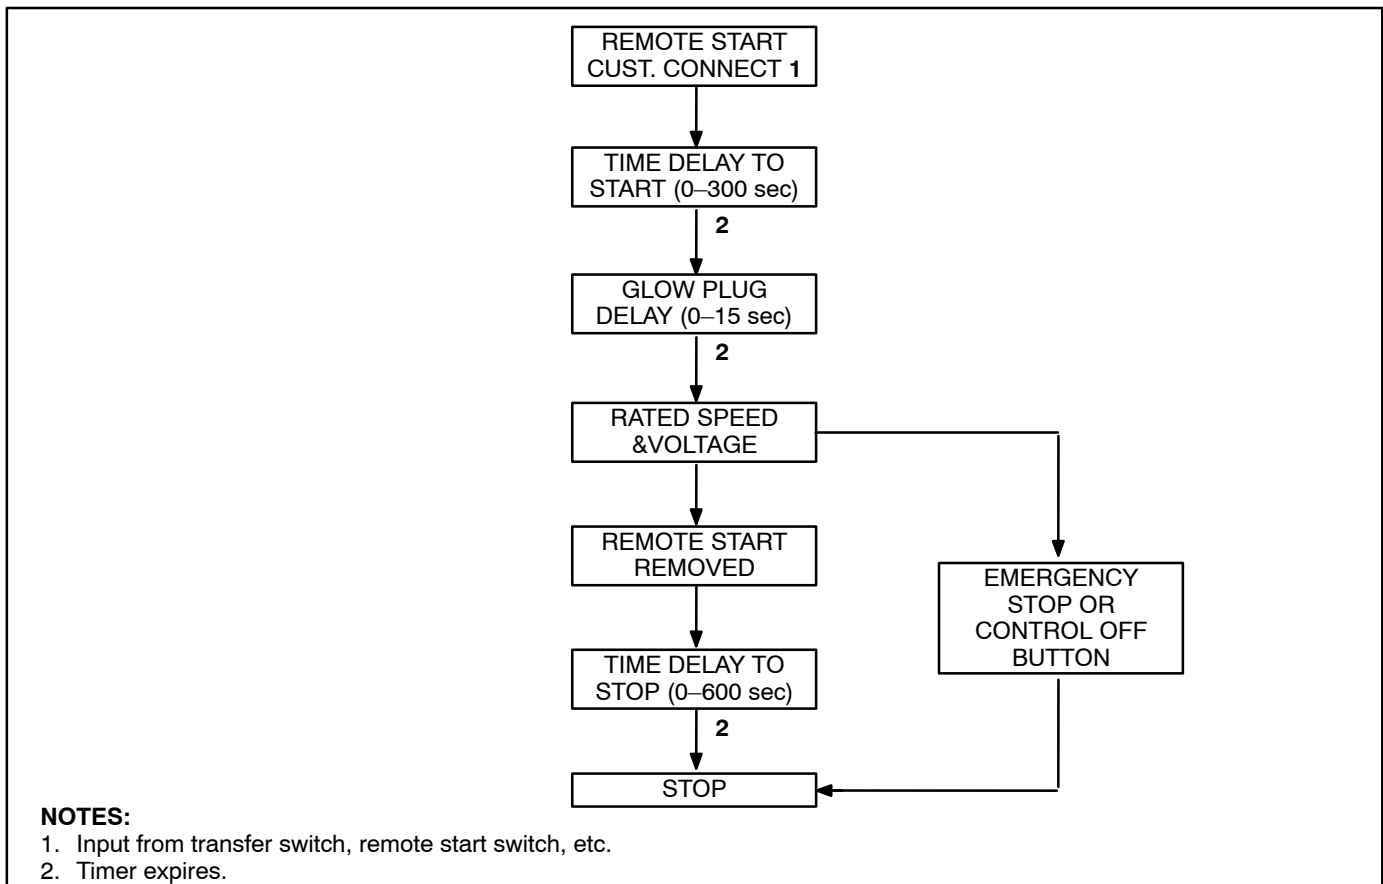 REMOTE START
CUST. CONNECT 1
TIME DELAY TO
START (0–300 sec)
2
GLOW PLUG
DELAY (0–15 sec)
2
RATED SPEED
&VOLTAGE
REMOTE START
REMOVED
EMERGENCY
STOP OR
CONTROL OFF
BUTTON
TIME DELAY TO
STOP (0–600 sec)
2
STOP
NOTES:
1. Input from transfer switch, remote start switch, etc.
2. Timer expires.